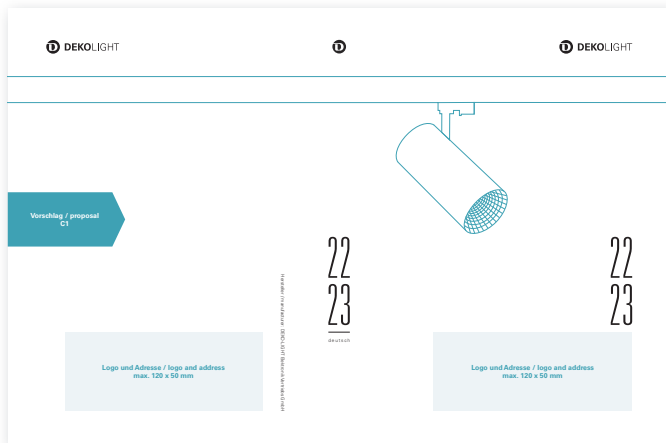 DEKOLIGHT
Vorschlag / proposal
C1
Logo und Adresse / logo and address
max. 120 x 50 mm
22
23
deutsch
DEKOLIGHT
22
23
Logo und Adresse / logo and address
max. 120 x 50 mm